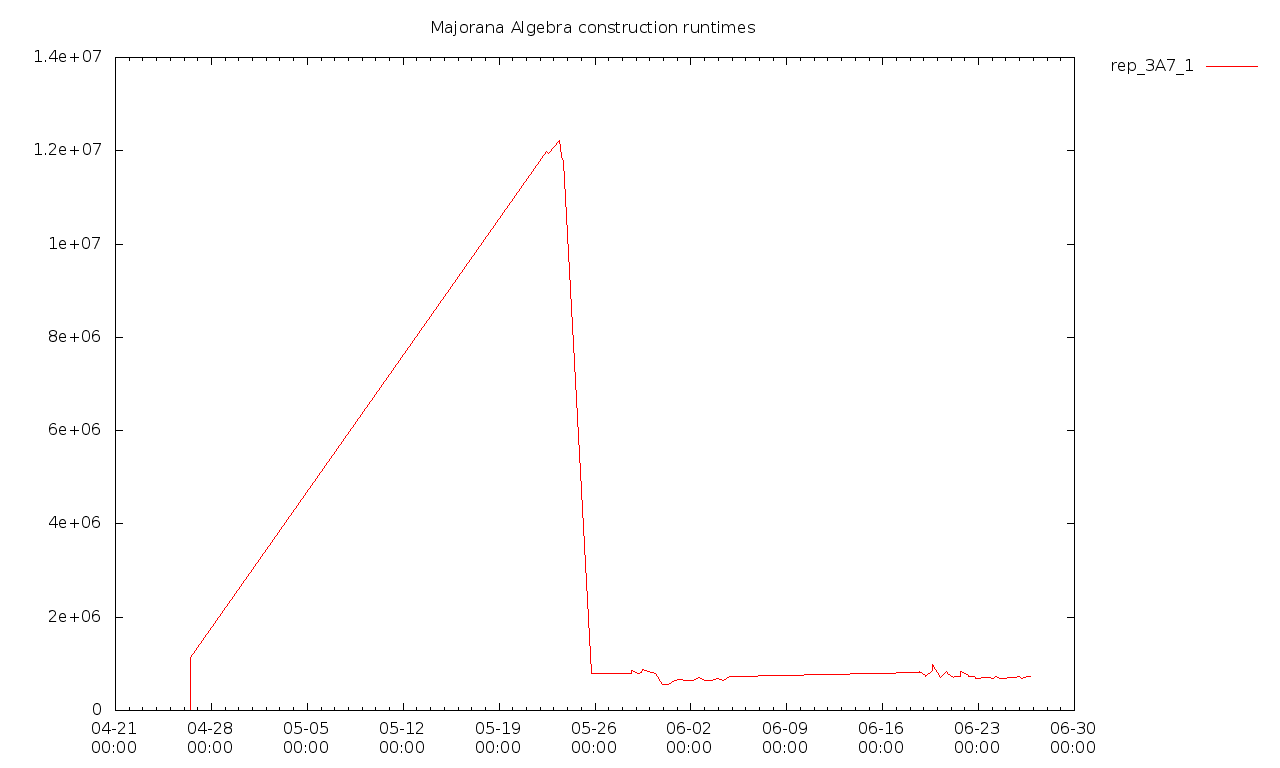 Majorana Algebra construction runtimes
rep_3A7_1
1.4e+07
1.2e+07
1e+07
8e+06
6e+06
4e+06
2e+06
0
04-21 04-28 05-05 05-12 05-19 05-26 06-02 06-09 06-16 06-23 06-30
00:00 00:00 00:00 00:00 00:00 00:00 00:00 00:00 00:00 00:00 00:00